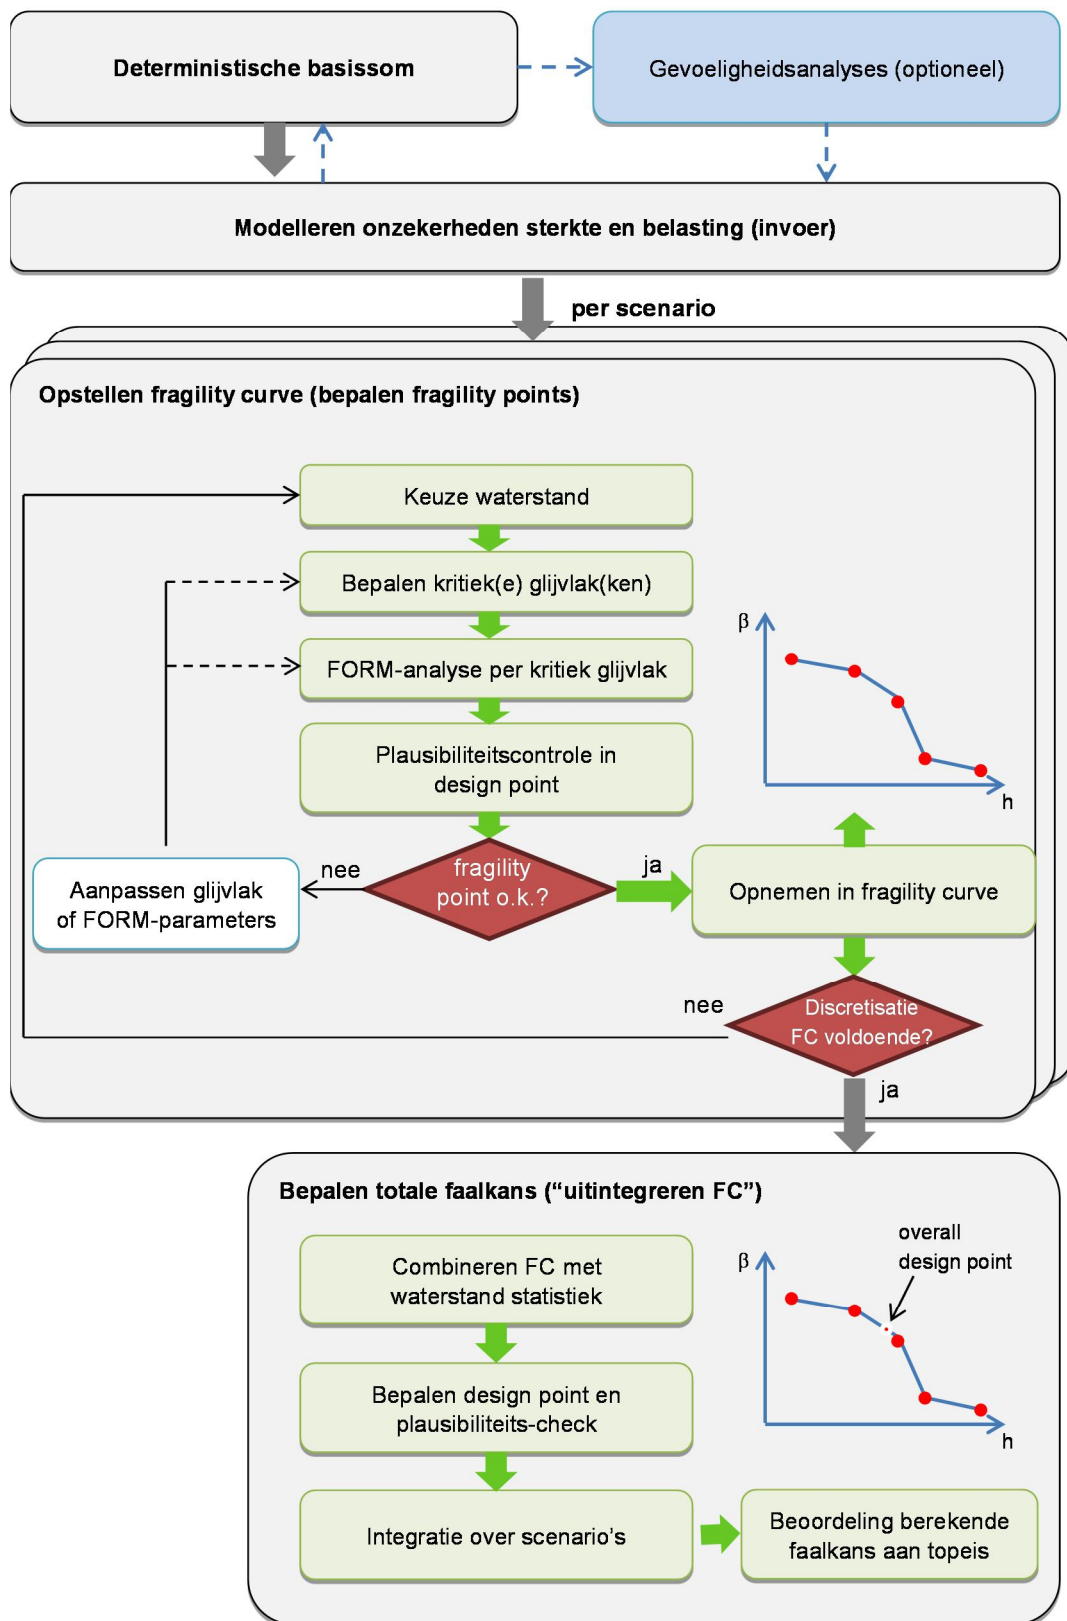 Deterministische basissom
Gevoeligheidsanalyses (optioneel)
Modelleren onzekerheden sterkte en belasting (invoer)
per scenario
Opstellen fragility curve (bepalen fragility points)
Keuze waterstand
Bepalen kritiek(e) glijvlak(ken)
FORM-analyse per kritiek glijvlak
Plausibiliteitscontrole in
design point
β
h
fragility
point o.k.?
nee
ja
Aanpassen glijvlak
of FORM-parameters
Opnemen in fragility curve
nee
Discretisatie
FC voldoende?
ja
Bepalen totale faalkans (“uitintegreren FC”)
Combineren FC met
waterstand statistiek
Bepalen design point en
plausibiliteits-check
Integratie over scenario’s
β
overall
design point
h
Beoordeling berekende
faalkans aan topeis